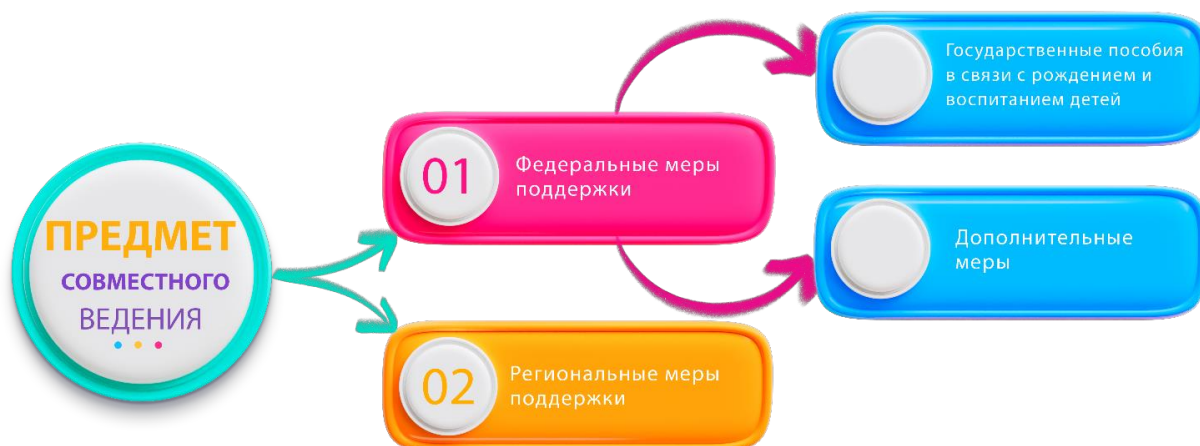 ПРЕДМЕТ
СОВМЕСТНОГО
ВЕДЕНИЯ
01
Федеральные меры
поддержки
Государственные пособия
в связи с рождением и
воспитанием детей
Дополнительные
меры
02
Региональные меры
поддержки